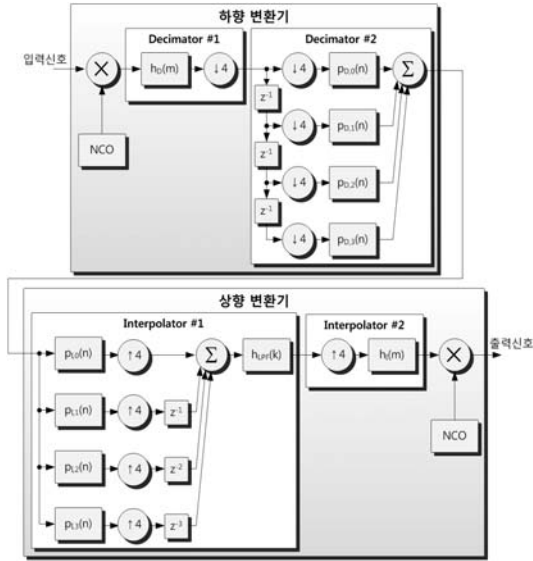 하향 변환기
Decimator #1
Decimator #2
입력신호
×
h_D(m)
↓4
↓4
p_D,0(n)
Σ
z⁻¹
NCO
↓4
p_D,1(n)
z⁻¹
↓4
p_D,2(n)
z⁻¹
↓4
p_D,3(n)
상향 변환기
Interpolator #1
Interpolator #2
출력신호
p_I,0(n)
↑4
Σ
h_LPF(k)
↑4
h_I(m)
×
p_I,1(n)
↑4
z⁻¹
NCO
p_I,2(n)
↑4
z⁻²
p_I,3(n)
↑4
z⁻³